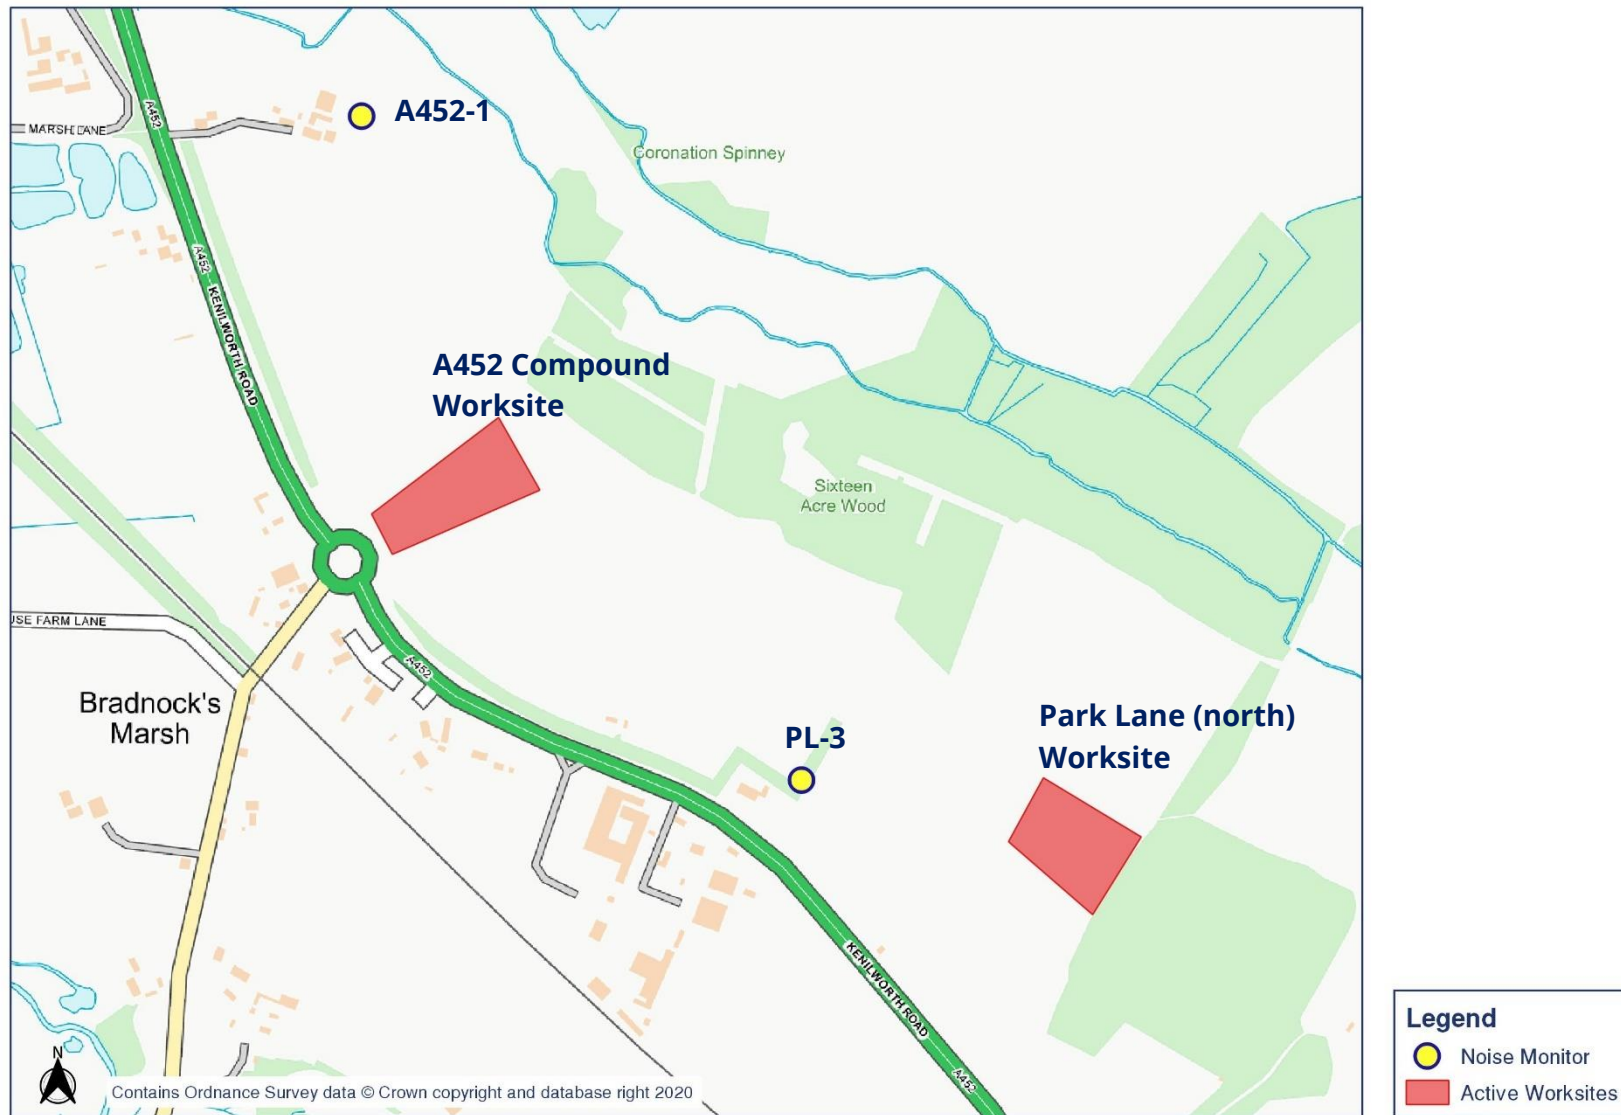 A452
MARSH LANE
A452-1
Coronation Spinney
A452
KENILWORTH ROAD
A452 Compound
Worksite
Sixteen
Acre Wood
USE FARM LANE
A452
Bradnock's
Marsh
PL-3
Park Lane (north)
Worksite
KENILWORTH ROAD
A452
N
Contains Ordnance Survey data © Crown copyright and database right 2020
Legend
Noise Monitor
Active Worksites